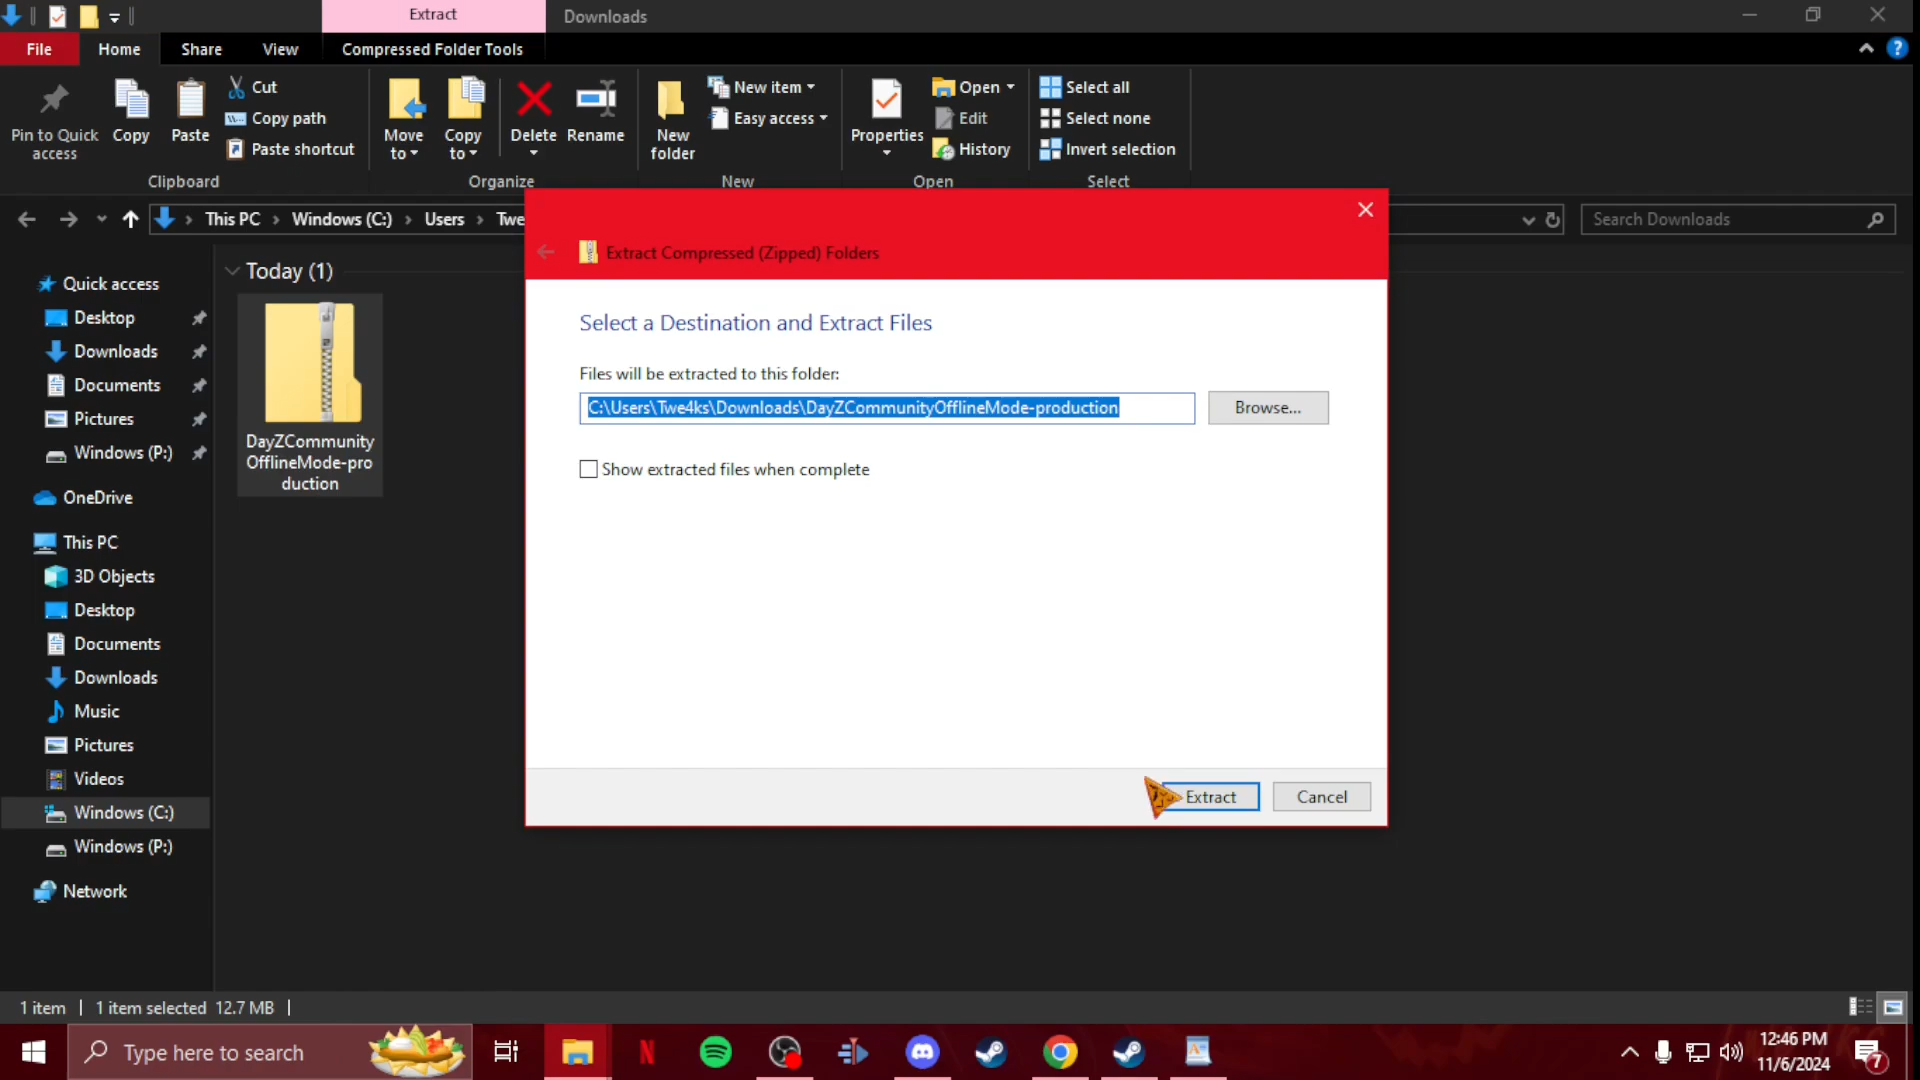 Extract
Downloads
File
Home
Share
View
Compressed Folder Tools
?
Pin to Quick
access
Copy
Paste
Cut
Copy path
Paste shortcut
Clipboard
Move
to
Copy
to
Delete
Rename
Organize
New
folder
New item
Easy access
New
Properties
Open
Edit
History
Open
Select all
Select none
Invert selection
Select
This PC
Windows (C:)
Users
Twe
Search Downloads
Quick access
Desktop
Downloads
Documents
Pictures
Windows (P:)
OneDrive
This PC
3D Objects
Desktop
Documents
Downloads
Music
Pictures
Videos
Windows (C:)
Windows (P:)
Network
Today (1)
DayZCommunity
OfflineMode-pro
duction
Extract Compressed (Zipped) Folders
Select a Destination and Extract Files
Files will be extracted to this folder:
C:\Users\Twe4ks\Downloads\DayZCommunityOfflineMode-production
Browse...
Show extracted files when complete
Extract
Cancel
1 item
1 item selected 12.7 MB
Type here to search
N
12:46 PM
11/6/2024
7